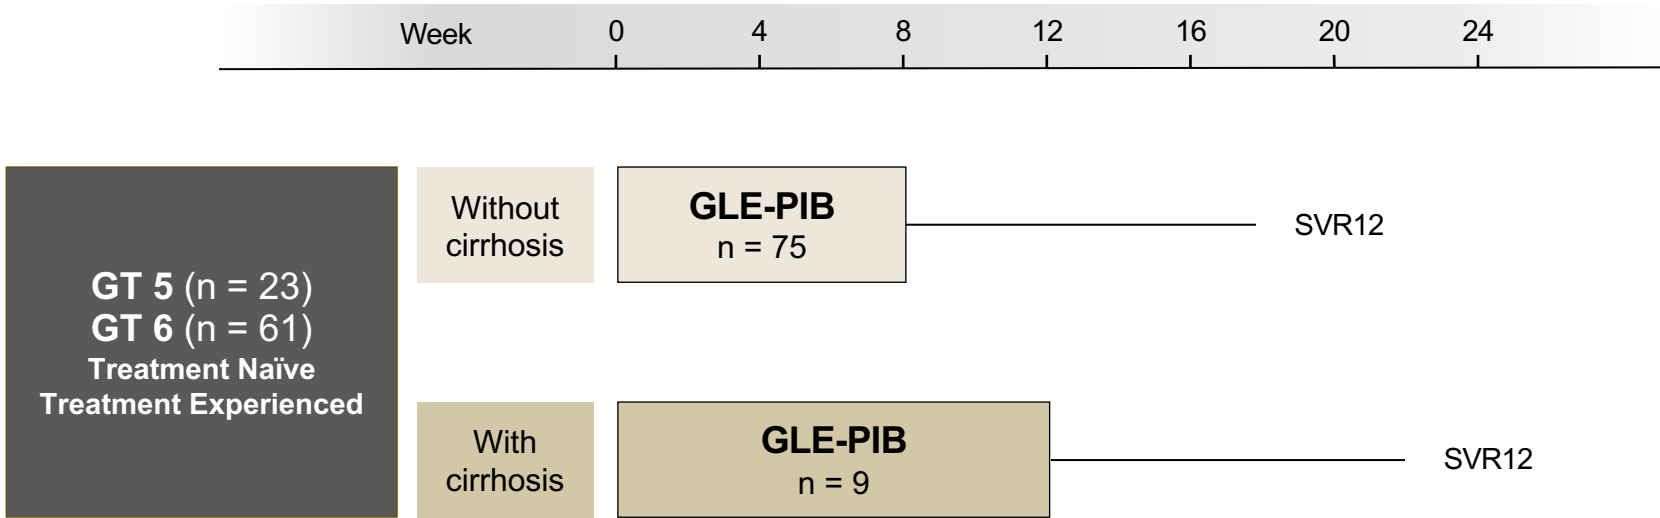 Week 0 4 8 12 16 20 24
Without
cirrhosis
GLE-PIB
n = 75
SVR12
GT 5 (n = 23)
GT 6 (n = 61)
Treatment Naïve
Treatment Experienced
With
cirrhosis
GLE-PIB
n = 9
SVR12